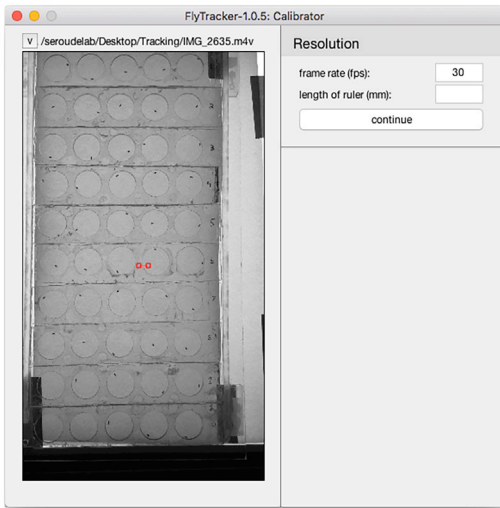 FlyTracker-1.0.5: Calibrator
v /seroudelab/Desktop/Tracking/IMG_2635.m4v
Resolution
frame rate (fps): 30
length of ruler (mm):
continue